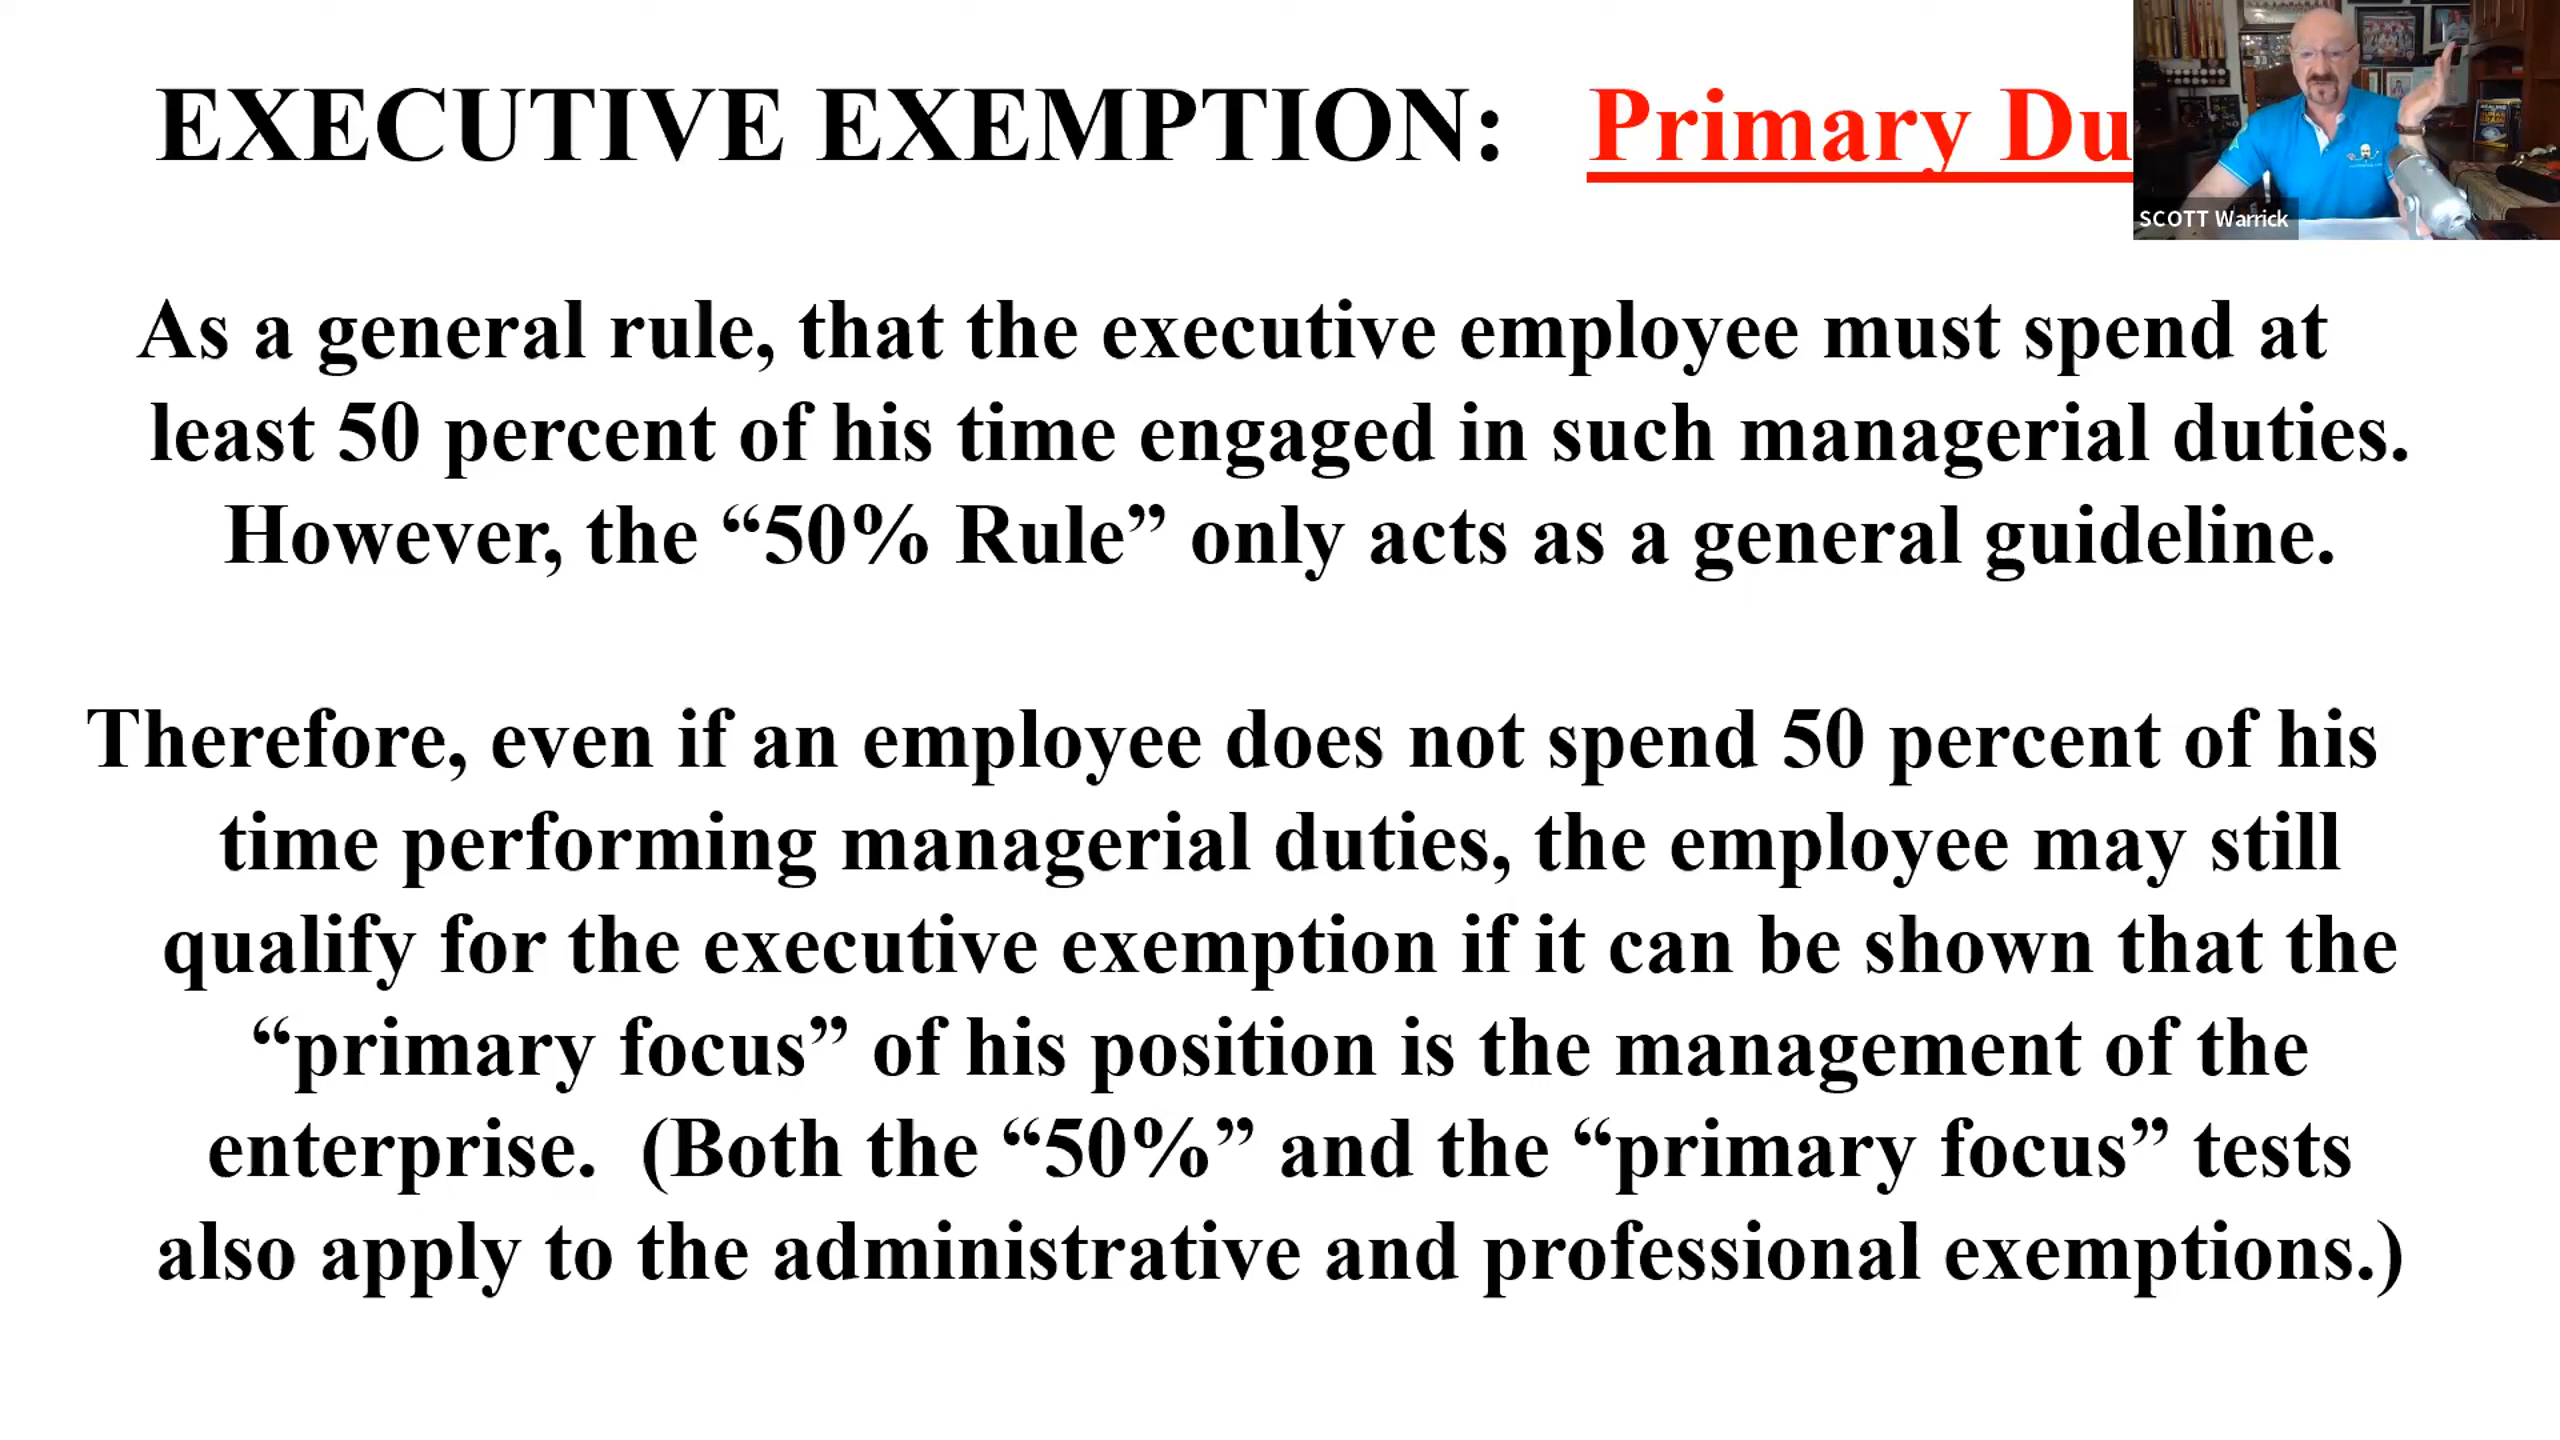 EXECUTIVE EXEMPTION: Primary Du
SCOTT Warrick
As a general rule, that the executive employee must spend at
least 50 percent of his time engaged in such managerial duties.
However, the “50% Rule” only acts as a general guideline.
Therefore, even if an employee does not spend 50 percent of his
time performing managerial duties, the employee may still
qualify for the executive exemption if it can be shown that the
“primary focus” of his position is the management of the
enterprise. (Both the “50%” and the “primary focus” tests
also apply to the administrative and professional exemptions.)